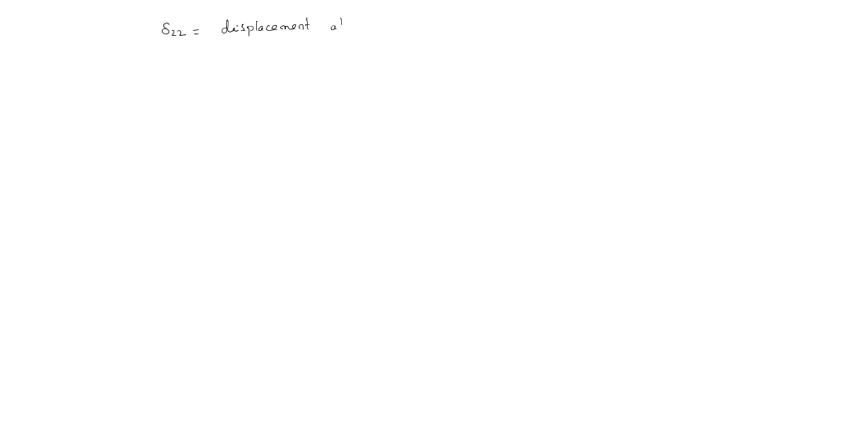 δ₂₂ = displacement